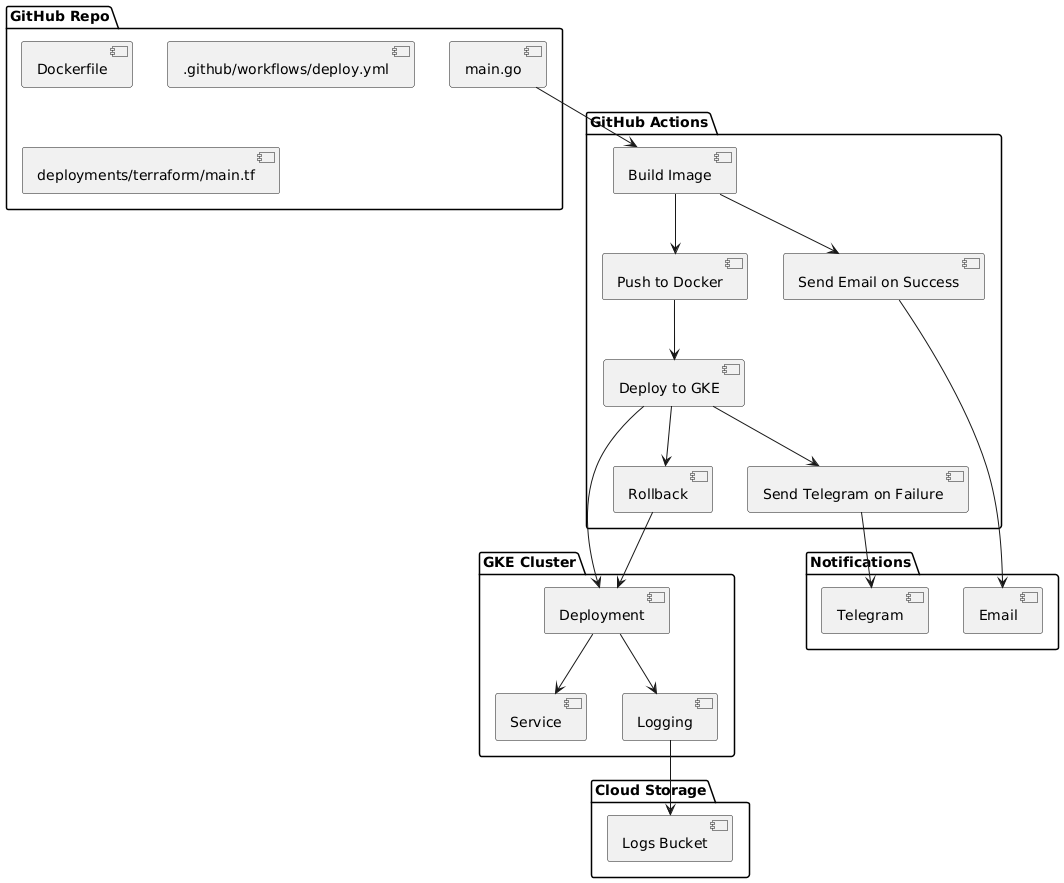 GitHub Repo
Dockerfile
.github/workflows/deploy.yml
main.go
deployments/terraform/main.tf
GitHub Actions
Build Image
Push to Docker
Send Email on Success
Deploy to GKE
Rollback
Send Telegram on Failure
GKE Cluster
Deployment
Service
Logging
Notifications
Telegram
Email
Cloud Storage
Logs Bucket